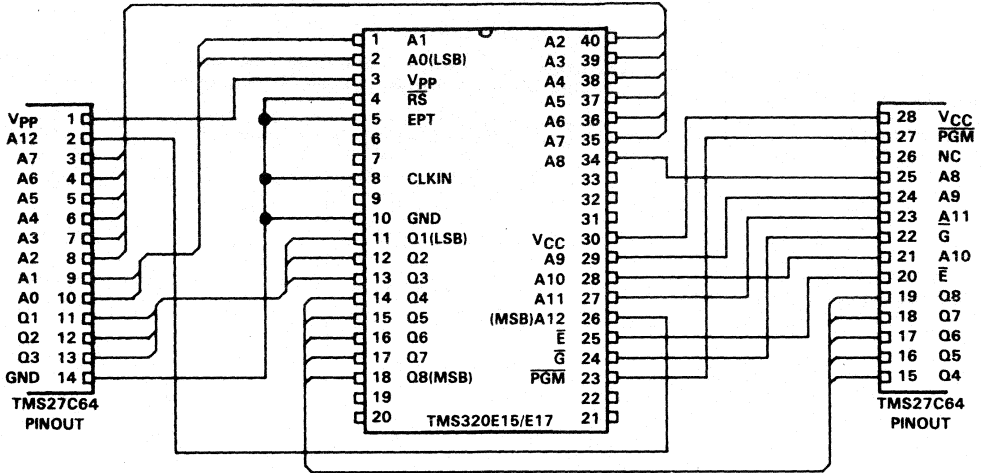 VPP 1
A12 2
A7 3
A6 4
A5 5
A4 6
A3 7
A2 8
A1 9
A0 10
Q1 11
Q2 12
Q3 13
GND 14
TMS27C64
PINOUT
1 A1
2 A0(LSB)
3 VPP
4 RS
5 EPT
6
7
8 CLKIN
9
10 GND
11 Q1(LSB)
12 Q2
13 Q3
14 Q4
15 Q5
16 Q6
17 Q7
18 Q8(MSB)
19
20
A2 40
A3 39
A4 38
A5 37
A6 36
A7 35
A8 34
33
32
31
VCC 30
A9 29
A10 28
A11 27
(MSB)A12 26
E 25
G 24
PGM 23
22
21
TMS320E15/E17
28 VCC
27 PGM
26 NC
25 A8
24 A9
23 A11
22 G
21 A10
20 E
19 Q8
18 Q7
17 Q6
16 Q5
15 Q4
TMS27C64
PINOUT